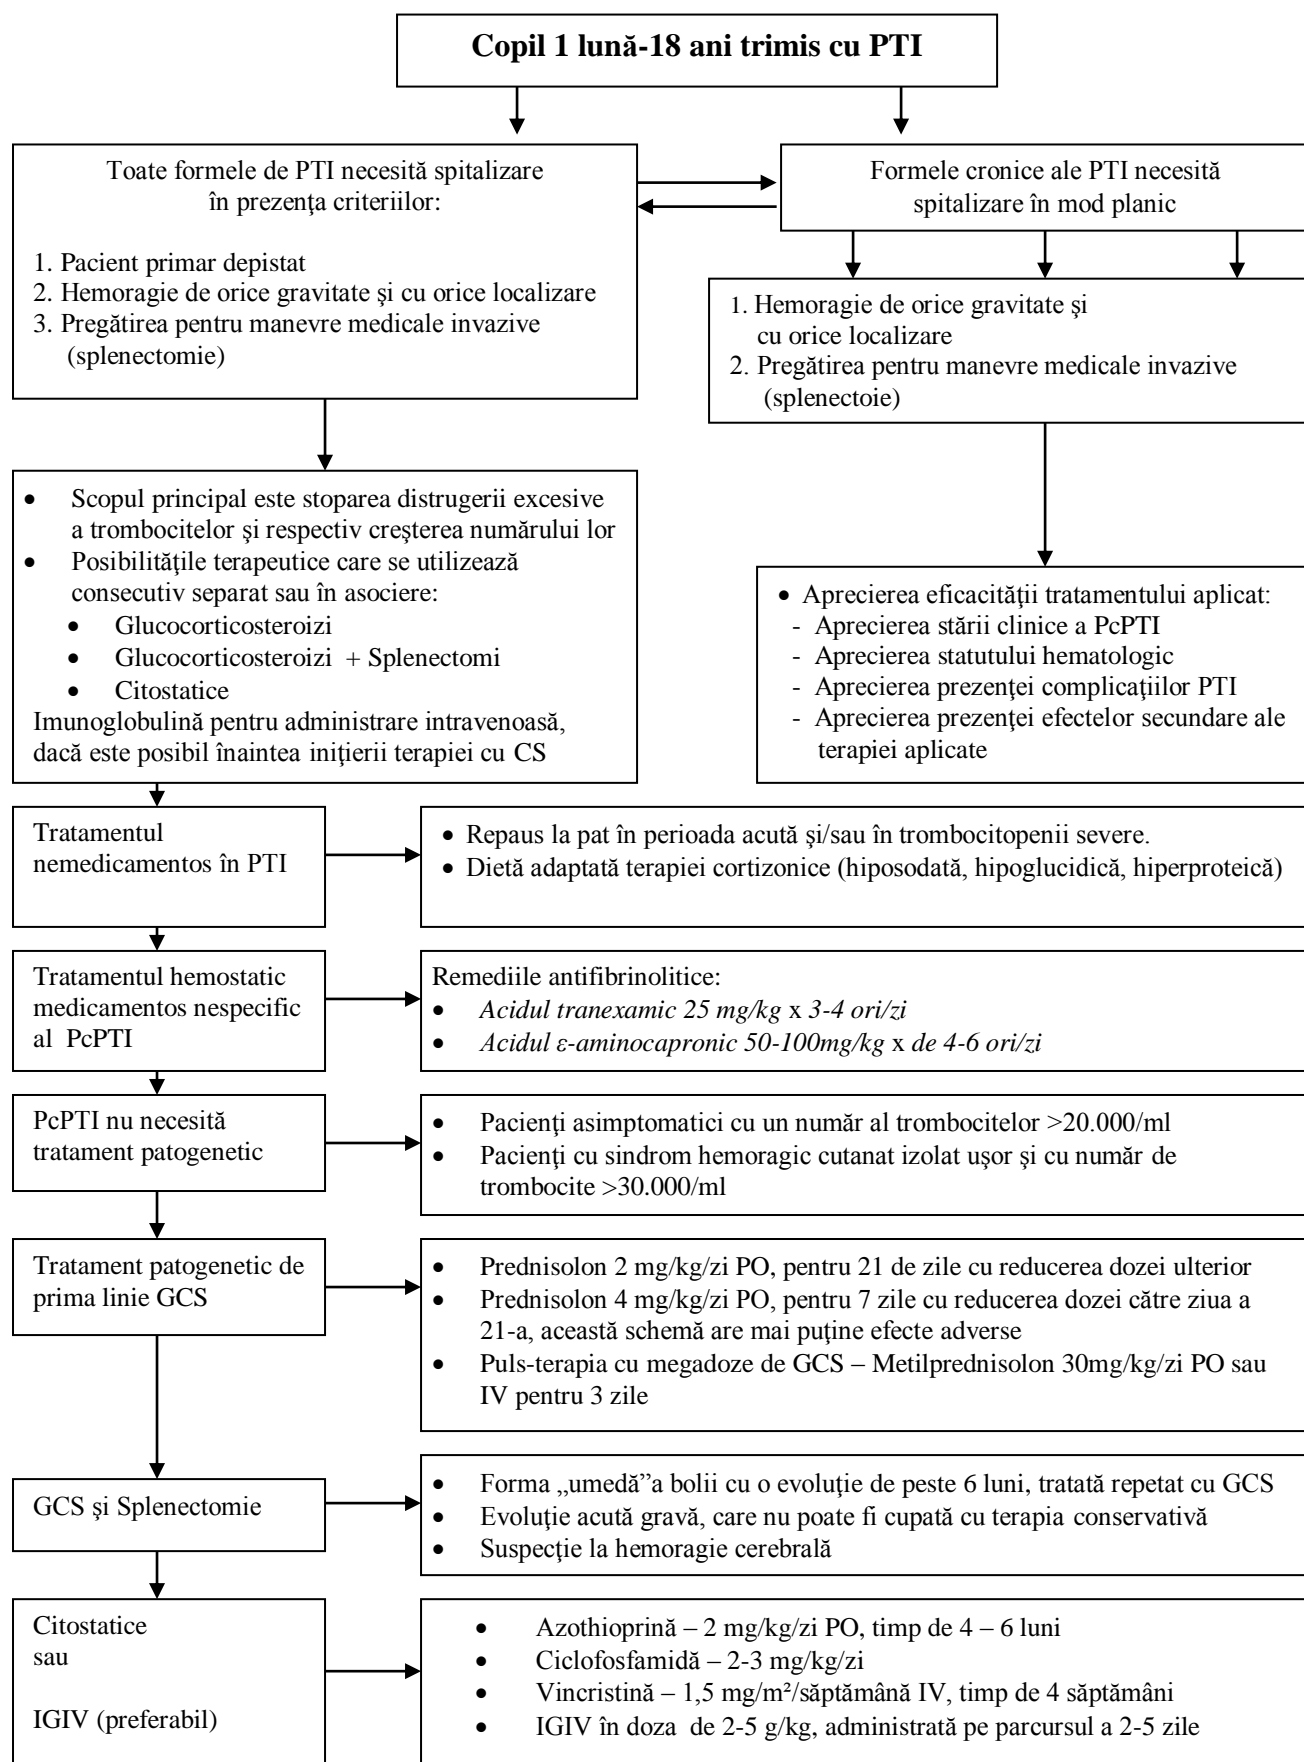 Copil 1 lună-18 ani trimis cu PTI
Toate formele de PTI necesită spitalizare
în prezenţa criteriilor:
1. Pacient primar depistat
2. Hemoragie de orice gravitate şi cu orice localizare
3. Pregătirea pentru manevre medicale invazive
(splenectomie)
Formele cronice ale PTI necesită
spitalizare în mod planic
1. Hemoragie de orice gravitate şi
cu orice localizare
2. Pregătirea pentru manevre medicale invazive
(splenectoie)
• Scopul principal este stoparea distrugerii excesive
a trombocitelor şi respectiv creşterea numărului lor
• Posibilităţile terapeutice care se utilizează
consecutiv separat sau în asociere:
• Glucocorticosteroizi
• Glucocorticosteroizi + Splenectomi
• Citostatice
Imunoglobulină pentru administrare intravenoasă,
dacă este posibil înaintea iniţierii terapiei cu CS
• Aprecierea eficacităţii tratamentului aplicat:
- Aprecierea stării clinice a PcPTI
- Aprecierea statutului hematologic
- Aprecierea prezenţei complicaţiilor PTI
- Aprecierea prezenţei efectelor secundare ale
terapiei aplicate
Tratamentul
nemedicamentos în PTI
• Repaus la pat în perioada acută şi/sau în trombocitopenii severe.
• Dietă adaptată terapiei cortizonice (hiposodată, hipoglucidică, hiperproteică)
Tratamentul hemostatic
medicamentos nespecific
al PcPTI
Remediile antifibrinolitice:
• Acidul tranexamic 25 mg/kg x 3-4 ori/zi
• Acidul ε-aminocapronic 50-100mg/kg x de 4-6 ori/zi
PcPTI nu necesită
tratament patogenetic
• Pacienţi asimptomatici cu un număr al trombocitelor >20.000/ml
• Pacienţi cu sindrom hemoragic cutanat izolat uşor şi cu număr de
trombocite >30.000/ml
Tratament patogenetic de
prima linie GCS
• Prednisolon 2 mg/kg/zi PO, pentru 21 de zile cu reducerea dozei ulterior
• Prednisolon 4 mg/kg/zi PO, pentru 7 zile cu reducerea dozei către ziua a
21-a, această schemă are mai puţine efecte adverse
• Puls-terapia cu megadoze de GCS – Metilprednisolon 30mg/kg/zi PO sau
IV pentru 3 zile
GCS şi Splenectomie
• Forma „umedă”a bolii cu o evoluţie de peste 6 luni, tratată repetat cu GCS
• Evoluţie acută gravă, care nu poate fi cupată cu terapia conservativă
• Suspecţie la hemoragie cerebrală
Citostatice
sau
IGIV (preferabil)
• Azothioprină – 2 mg/kg/zi PO, timp de 4 – 6 luni
• Ciclofosfamidă – 2-3 mg/kg/zi
• Vincristină – 1,5 mg/m²/săptămână IV, timp de 4 săptămâni
• IGIV în doza de 2-5 g/kg, administrată pe parcursul a 2-5 zile